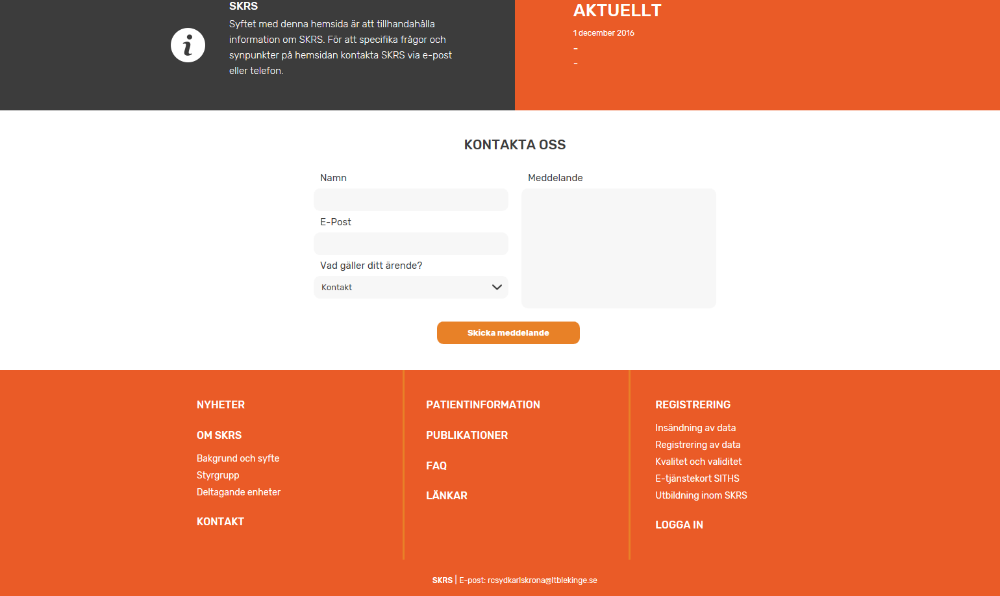 SKRS
Syftet med denna hemsida är att tillhandahålla
information om SKRS. För att specifika frågor och
synpunkter på hemsidan kontakta SKRS via e-post
eller telefon.
AKTUELLT
1 december 2016
-
-
KONTAKTA OSS
Namn
E-Post
Vad gäller ditt ärende?
Kontakt
Meddelande
Skicka meddelande
NYHETER
OM SKRS
Bakgrund och syfte
Styrgrupp
Deltagande enheter
KONTAKT
PATIENTINFORMATION
PUBLIKATIONER
FAQ
LÄNKAR
REGISTRERING
Insändning av data
Registrering av data
Kvalitet och validitet
E-tjänstekort SITHS
Utbildning inom SKRS
LOGGA IN
SKRS | E-post: rcsydkarlskrona@ltblekinge.se